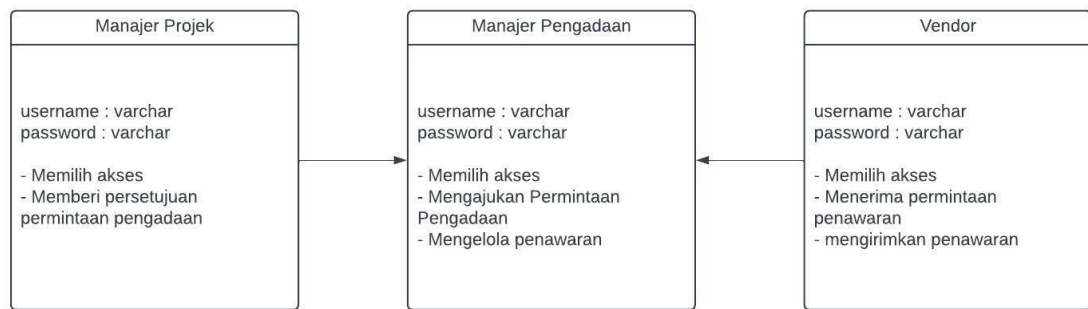 Manajer Projek
username : varchar
password : varchar
- Memilih akses
- Memberi persetujuan
permintaan pengadaan
Manajer Pengadaan
username : varchar
password : varchar
- Memilih akses
- Mengajukan Permintaan
Pengadaan
- Mengelola penawaran
Vendor
username : varchar
password : varchar
- Memilih akses
- Menerima permintaan
penawaran
- mengirimkan penawaran